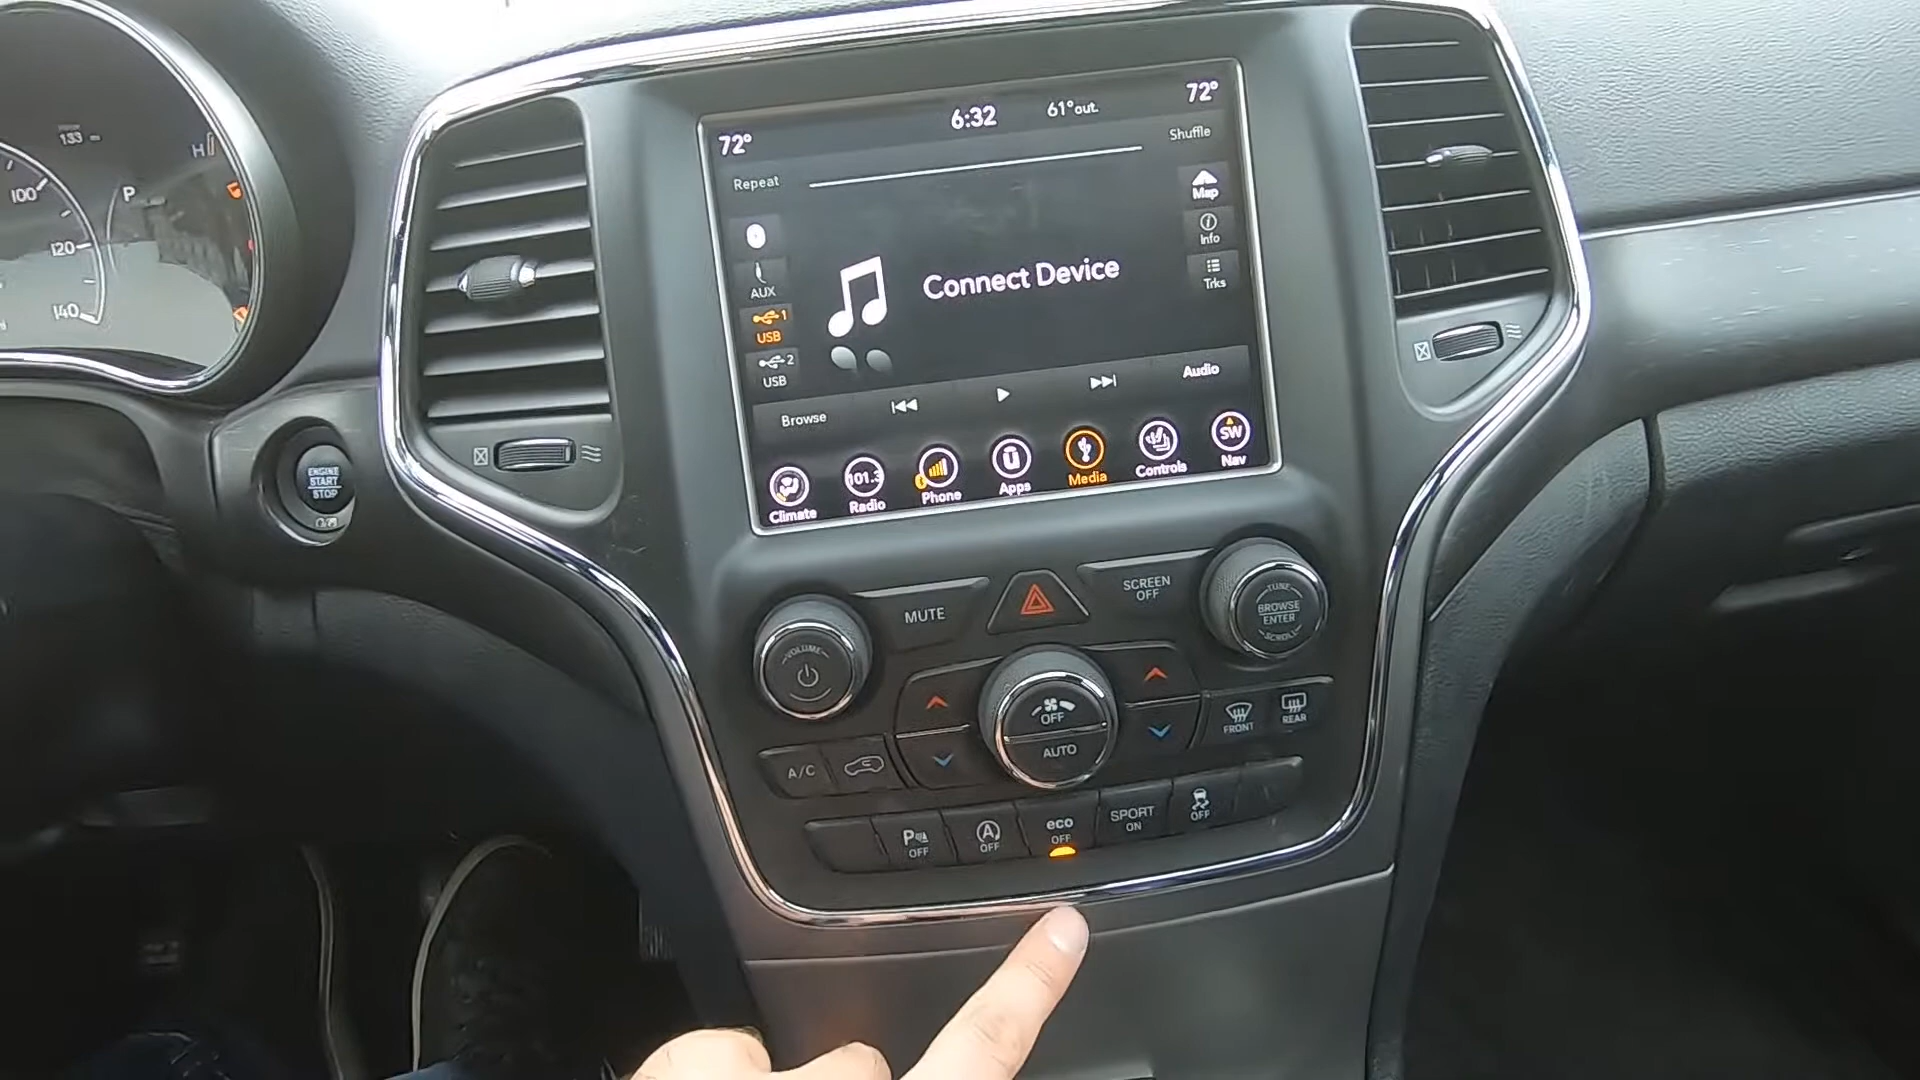 133
H
100
P
120
140
72°
6:32
61° out.
72°
Repeat
Shuffle
Map
Info
AUX
Connect Device
Trks
1
USB
2
USB
Browse
Audio
Climate
101.3
Radio
Phone
Apps
Media
Controls
SW
Nav
ENGINE
START
STOP
MUTE
SCREEN
OFF
TUNE
BROWSE
ENTER
SCROLL
VOLUME
OFF
AUTO
FRONT
REAR
A/C
P
OFF
A
OFF
eco
OFF
SPORT
ON
OFF